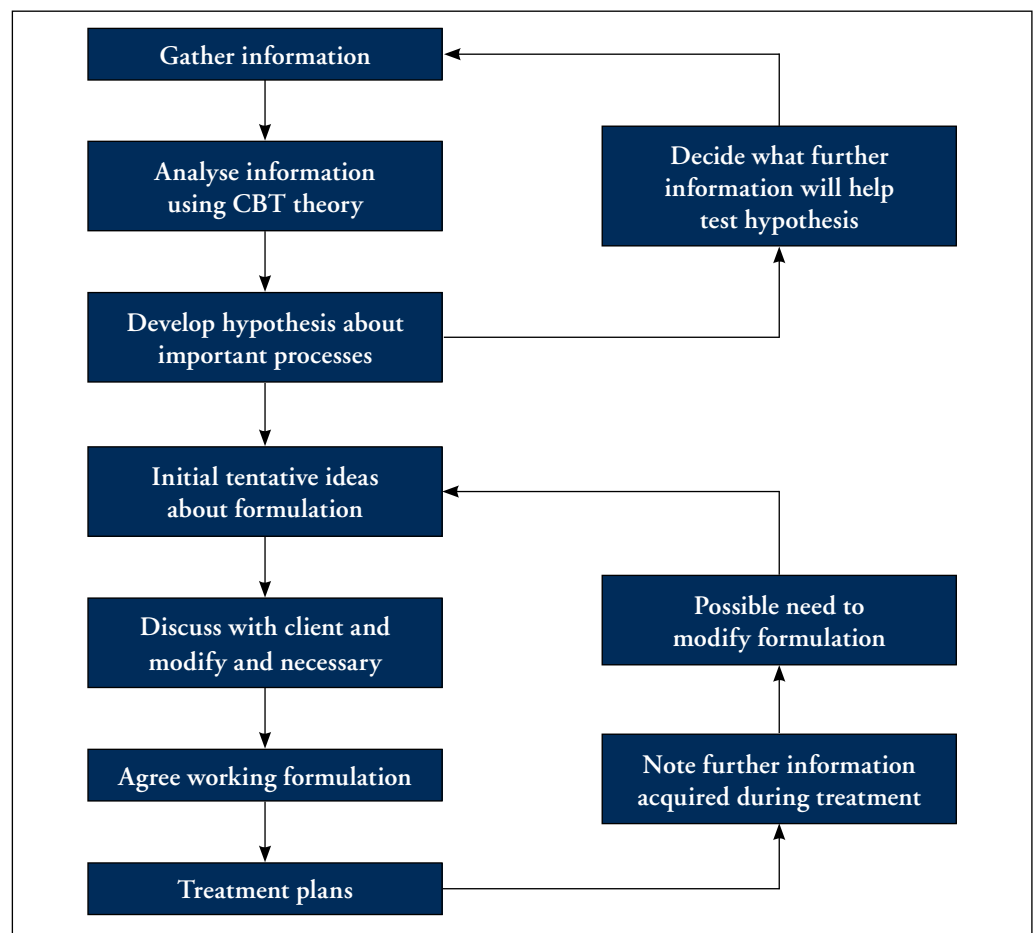 Gather information
Analyse information
using CBT theory
Develop hypothesis about
important processes
Decide what further
information will help
test hypothesis
Initial tentative ideas
about formulation
Discuss with client and
modify and necessary
Agree working formulation
Treatment plans
Note further information
acquired during treatment
Possible need to
modify formulation